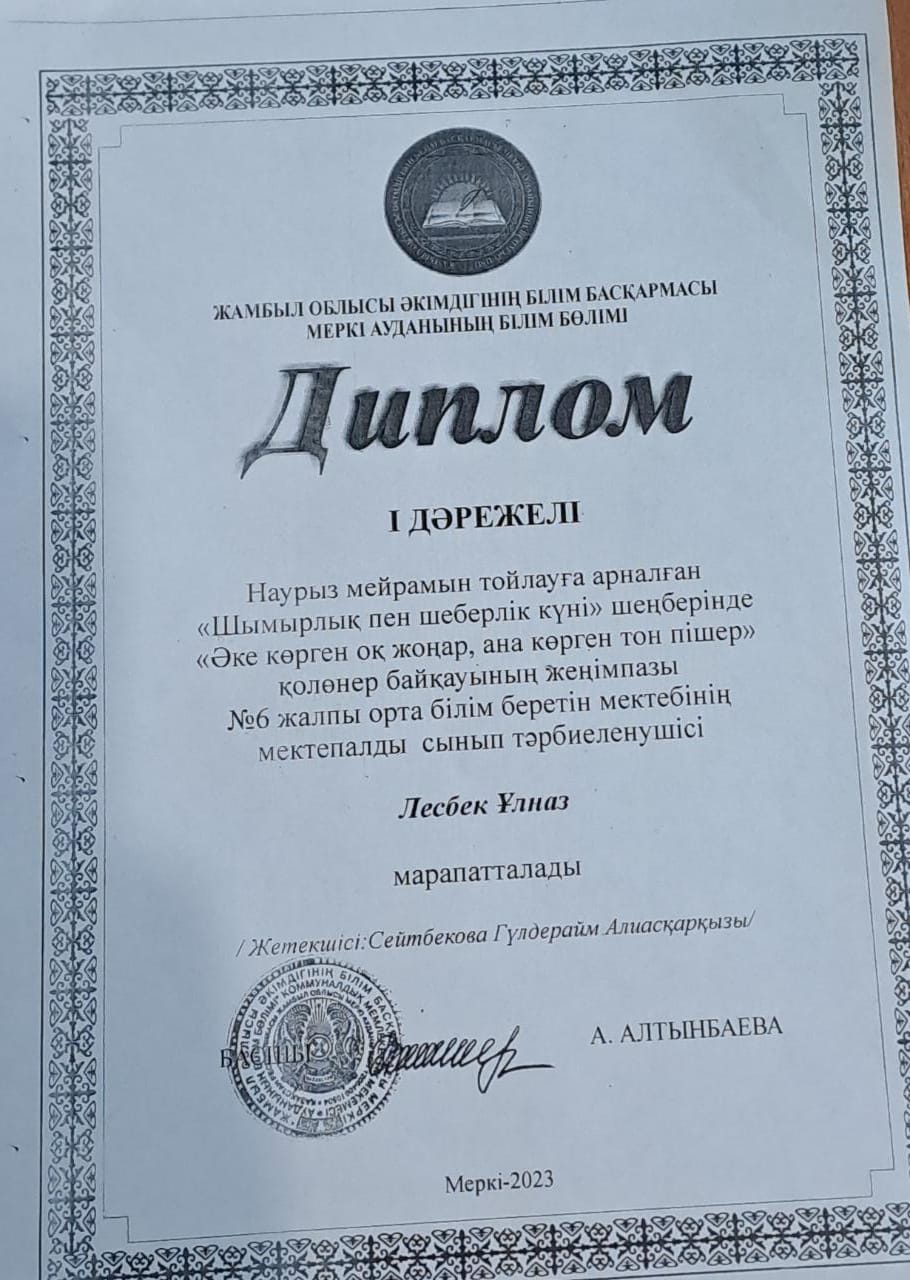 ЖАМБЫЛ ОБЛЫСЫ ӘКІМДІГІНІҢ БІЛІМ БАСҚАРМАСЫ
МЕРКІ АУДАНЫНЫҢ БІЛІМ БӨЛІМІ
Диплом
І ДӘРЕЖЕЛІ
Наурыз мейрамын тойлауға арналған
«Шымырлық пен шеберлік күні» шеңберінде
«Әке көрген оқ жоңар, ана көрген тон пішер»
қолөнер байқауының жеңімпазы
№6 жалпы орта білім беретін мектебінің
мектепалды сынып тәрбиеленушісі
Лесбек Ұлназ
марапатталады
/ Жетекшісі:Сейтбекова Гүлдерайм Алиасқарқызы/
БАСШЫ
А. АЛТЫНБАЕВА
Меркі-2023